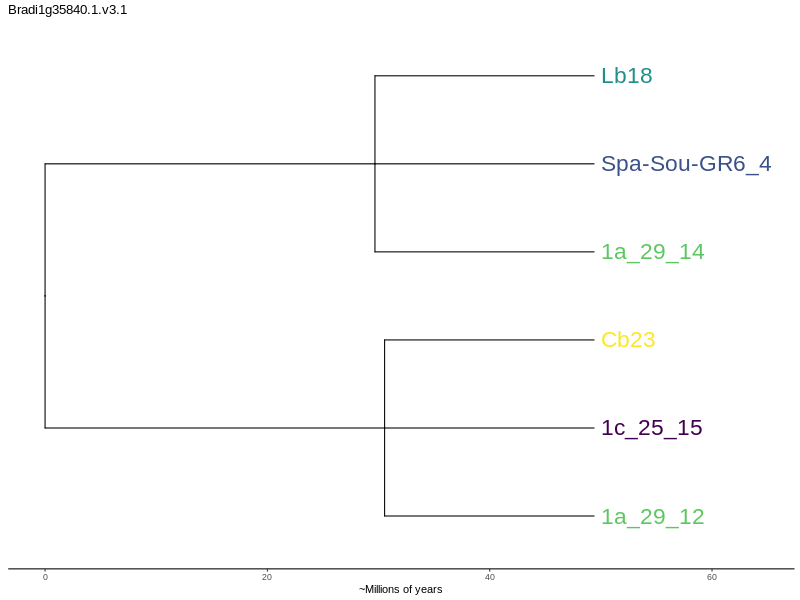 Bradi1g35840.1.v3.1
Lb18
Spa-Sou-GR6_4
1a_29_14
Cb23
1c_25_15
1a_29_12
0 20 40 60
~Millions of years